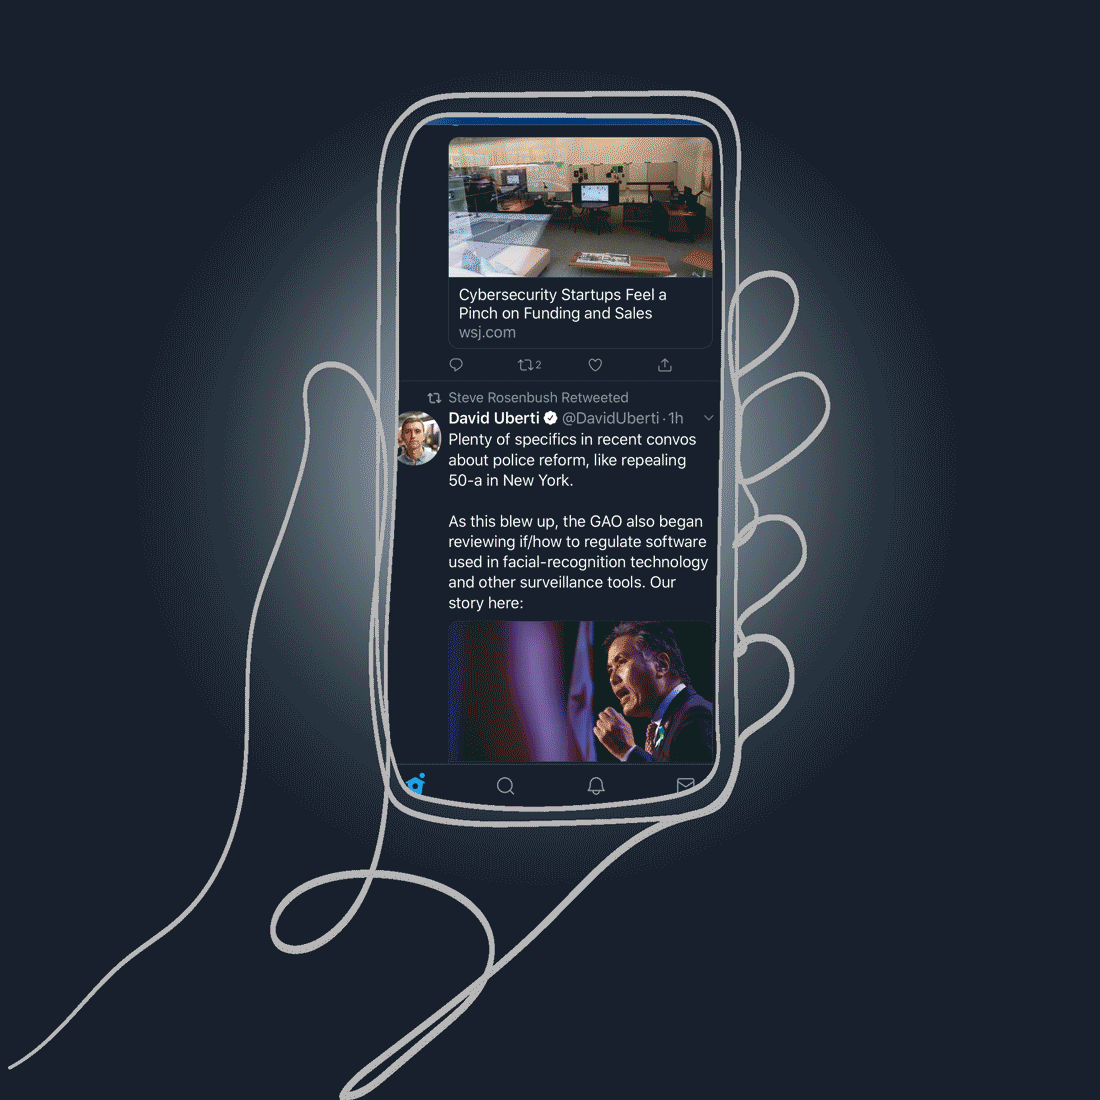 Cybersecurity Startups Feel a
Pinch on Funding and Sales
wsj.com
2
Steve Rosenbush Retweeted
David Uberti @DavidUberti · 1h
Plenty of specifics in recent convos
about police reform, like repealing
50-a in New York.
As this blew up, the GAO also began
reviewing if/how to regulate software
used in facial-recognition technology
and other surveillance tools. Our
story here: